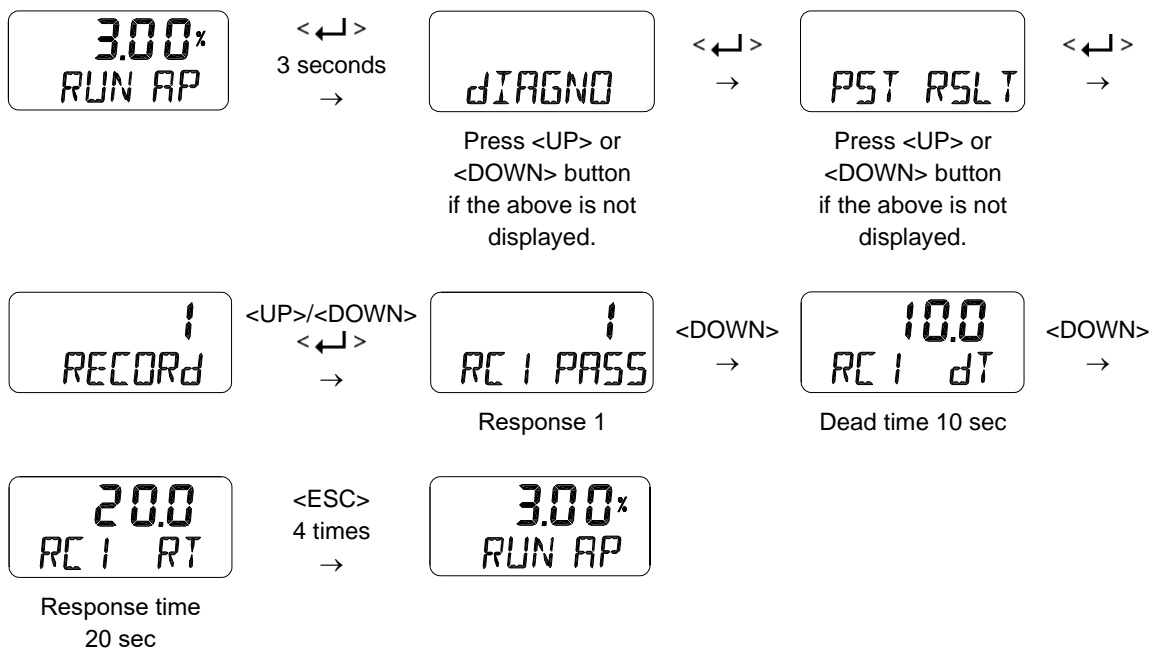 3.00%
RUN AP
< ↵ >
3 seconds
→
dIAGNO
Press <UP> or
<DOWN> button
if the above is not
displayed.
< ↵ >
→
PST RSLT
Press <UP> or
<DOWN> button
if the above is not
displayed.
< ↵ >
→
1
RECORd
<UP>/<DOWN>
< ↵ >
→
1
RC1 PASS
Response 1
<DOWN>
→
10.0
RC1 dT
Dead time 10 sec
<DOWN>
→
20.0
RC1 RT
Response time
20 sec
<ESC>
4 times
→
3.00%
RUN AP